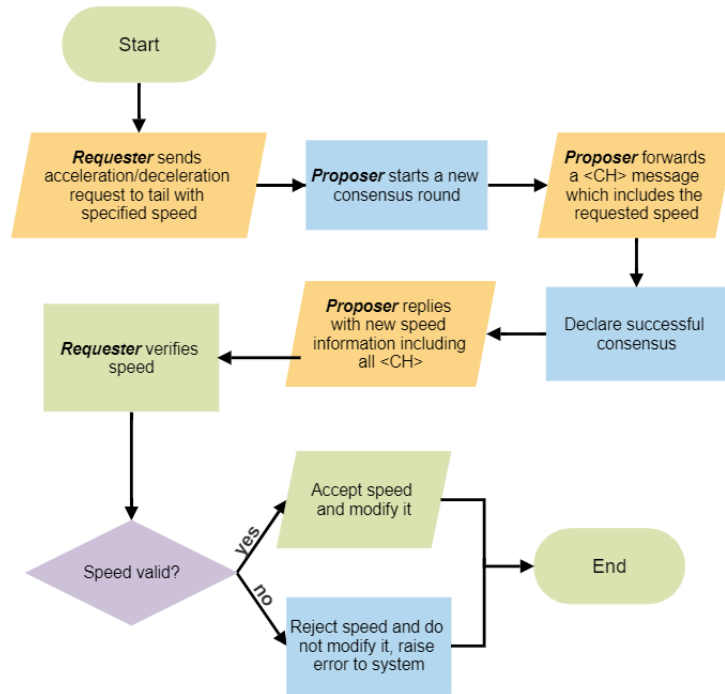 Start
Requester sends
acceleration/deceleration
request to tail with
specified speed
Proposer starts a new
consensus round
Proposer forwards
a <CH> message
which includes the
requested speed
Declare successful
consensus
Proposer replies
with new speed
information including
all <CH>
Requester verifies
speed
Speed valid?
yes
Accept speed
and modify it
no
Reject speed and do
not modify it, raise
error to system
End